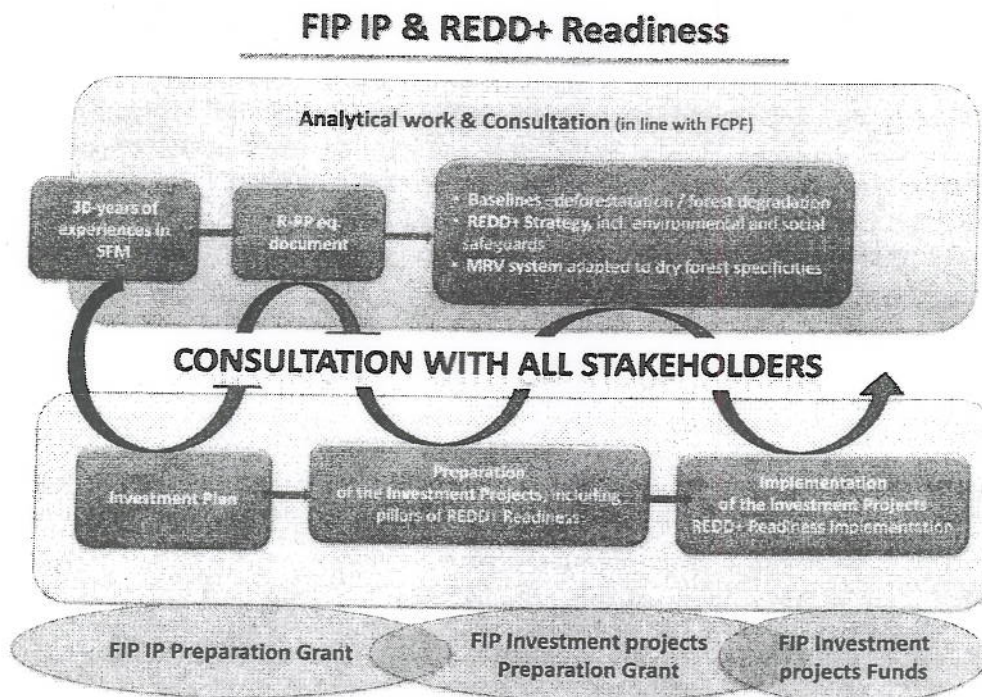 FIP IP & REDD+ Readiness
Analytical work & Consultation (in line with FCPF)
30-years of
experiences in
SFM
R-PP eq.
document
• Baselines –deforestatation / forest degradation
• REDD+ Strategy, incl. environmental and social
safeguards
• MRV system adapted to dry forest specificities
CONSULTATION WITH ALL STAKEHOLDERS
Investment Plan
Preparation
of the Investment Projects, including
pillars of REDD+ Readiness
Implementation
of the Investment Projects
REDD+ Readiness Implementation
FIP IP Preparation Grant
FIP Investment projects
Preparation Grant
FIP Investment
projects Funds